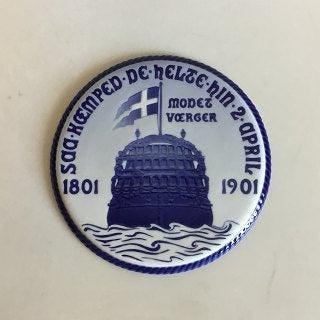 SAA·KÆMPED·DE·HELTE·HIN·2·APRIL
MODET
VÆRGER
1801 1901